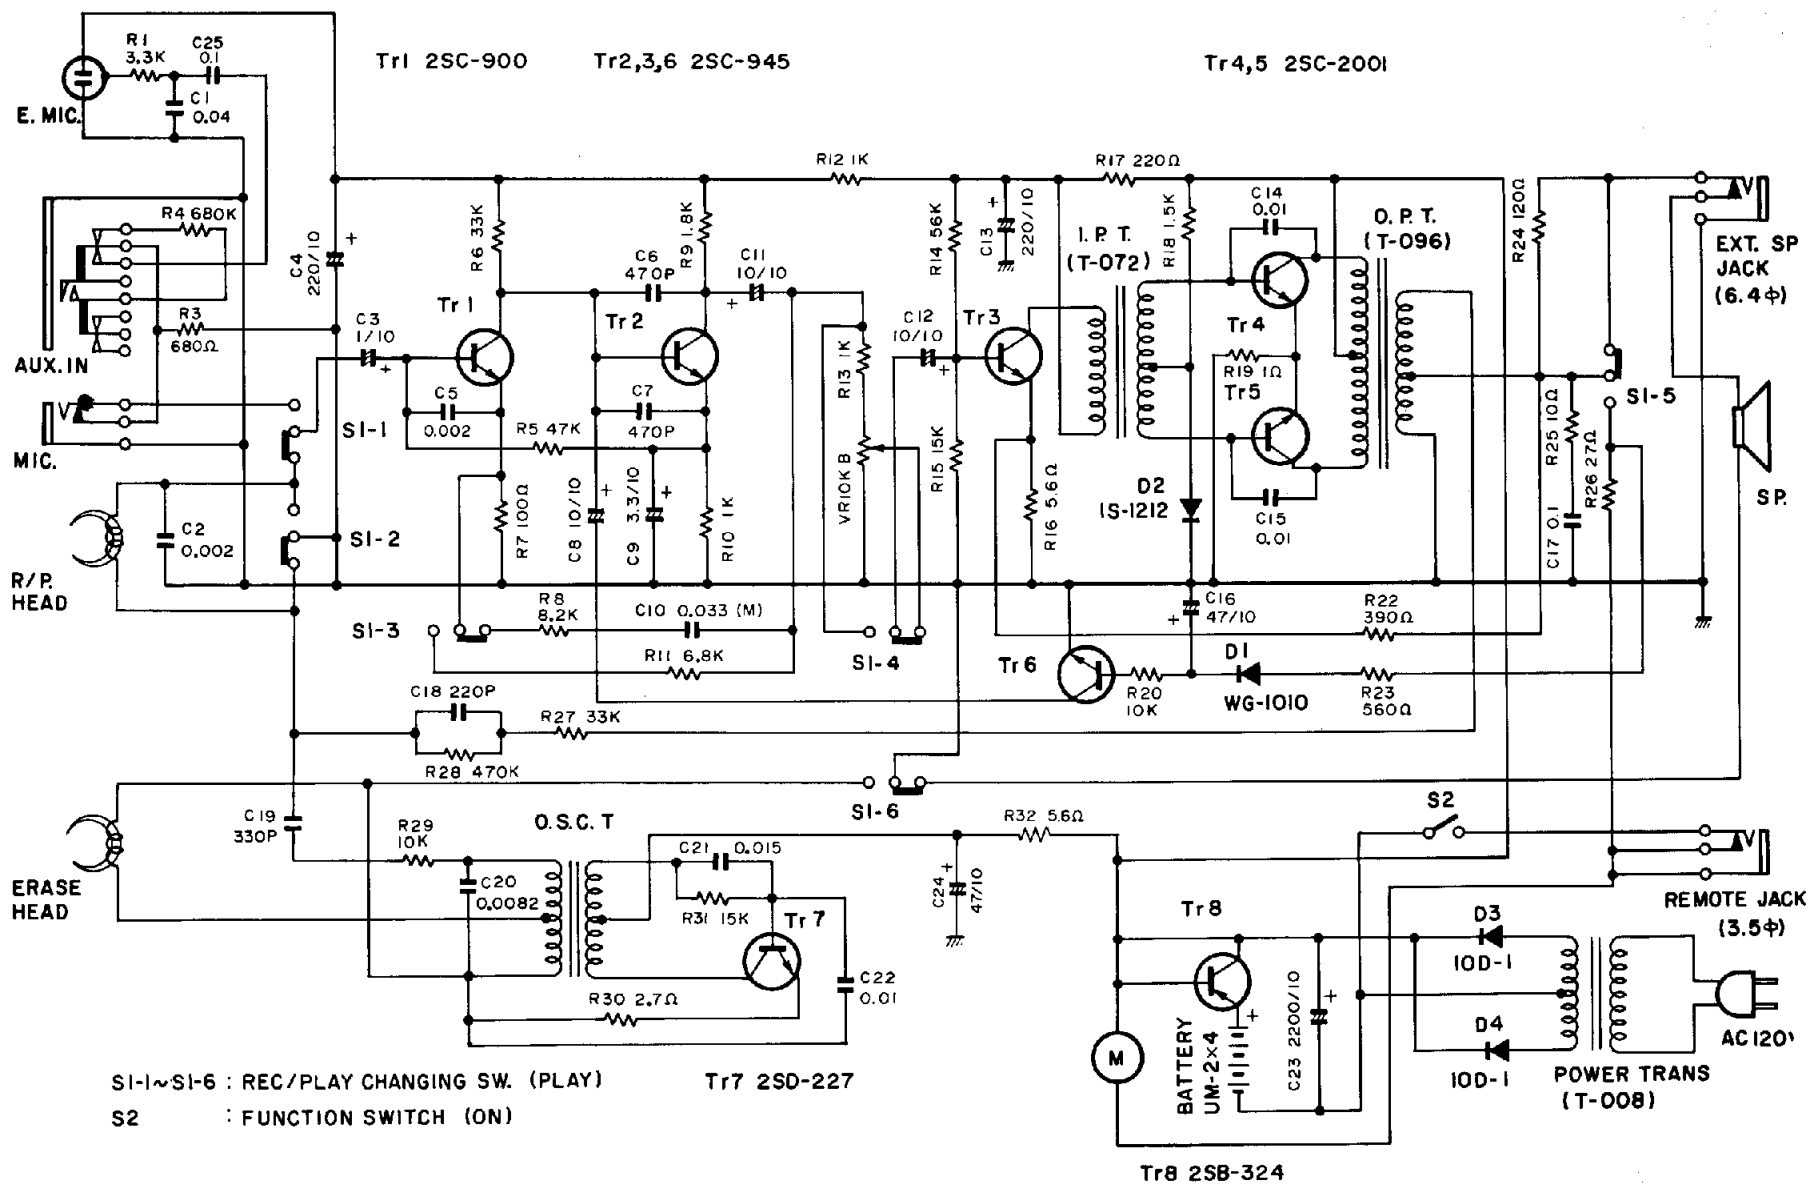 Tr1 2SC-900
Tr2,3,6 2SC-945
Tr4,5 2SC-2001
R1
3.3K
C25
0.1
C1
0.04
E. MIC.
R4 680K
R3
680Ω
AUX. IN
MIC.
C4
220/10
+
C3
1/10
+
R6 33K
Tr1
C5
0.002
R5 47K
R7 100Ω
C6
470P
R9 1.8K
C11
10/10
+
Tr2
C7
470P
C8 10/10
+
C9 3.3/10
+
R10 1K
R12 1K
R13 1K
VR10K B
C12
10/10
+
R14 56K
R15 15K
C13
220/10
+
Tr3
R16 5.6Ω
I. P. T.
(T-072)
R17 220Ω
R18 1.5K
C14
0.01
Tr4
R19 1Ω
Tr5
C15
0.01
D2
1S-1212
O. P. T.
(T-096)
R24 120Ω
EXT. SP
JACK
(6.4ϕ)
S1-5
R25 10Ω
R26 27Ω
C17 0.1
SP.
R/P.
HEAD
C2
0.002
S1-1
S1-2
S1-3
R8
8.2K
C10 0.033 (M)
R11 6.8K
S1-4
Tr6
R20
10K
C16
47/10
+
D1
WG-1010
R22
390Ω
R23
560Ω
C18 220P
R28 470K
R27 33K
S1-6
ERASE
HEAD
C19
330P
R29
10K
C20
0.0082
O.S.C. T
C21 0.015
R31 15K
Tr7
C22
0.01
R30 2.7Ω
C24
47/10
+
R32 56Ω
S2
REMOTE JACK
(3.5ϕ)
Tr8
BATTERY
UM-2×4
+
C23 2200/10
+
M
D3
10D-1
D4
10D-1
POWER TRANS
(T-008)
AC120V
S1-1~S1-6 : REC/PLAY CHANGING SW. (PLAY)
S2 : FUNCTION SWITCH (ON)
Tr7 2SD-227
Tr8 2SB-324